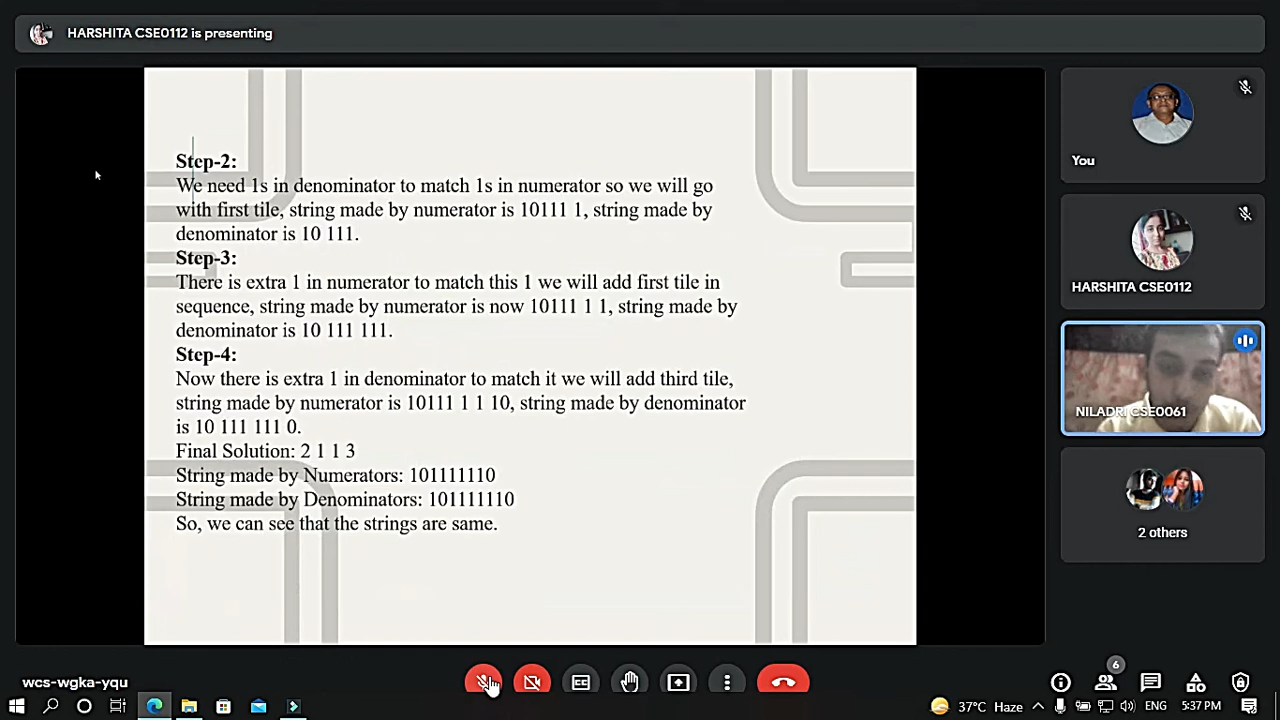 HARSHITA CSE0112 is presenting
Step-2:
We need 1s in denominator to match 1s in numerator so we will go
with first tile, string made by numerator is 10111 1, string made by
denominator is 10 111.
Step-3:
There is extra 1 in numerator to match this 1 we will add first tile in
sequence, string made by numerator is now 10111 1 1, string made by
denominator is 10 111 111.
Step-4:
Now there is extra 1 in denominator to match it we will add third tile,
string made by numerator is 10111 1 1 10, string made by denominator
is 10 111 111 0.
Final Solution: 2 1 1 3
String made by Numerators: 101111110
String made by Denominators: 101111110
So, we can see that the strings are same.
You
HARSHITA CSE0112
NILADRI CSE0061
2 others
wcs-wgka-yqu
6
37°C Haze
ENG
5:37 PM